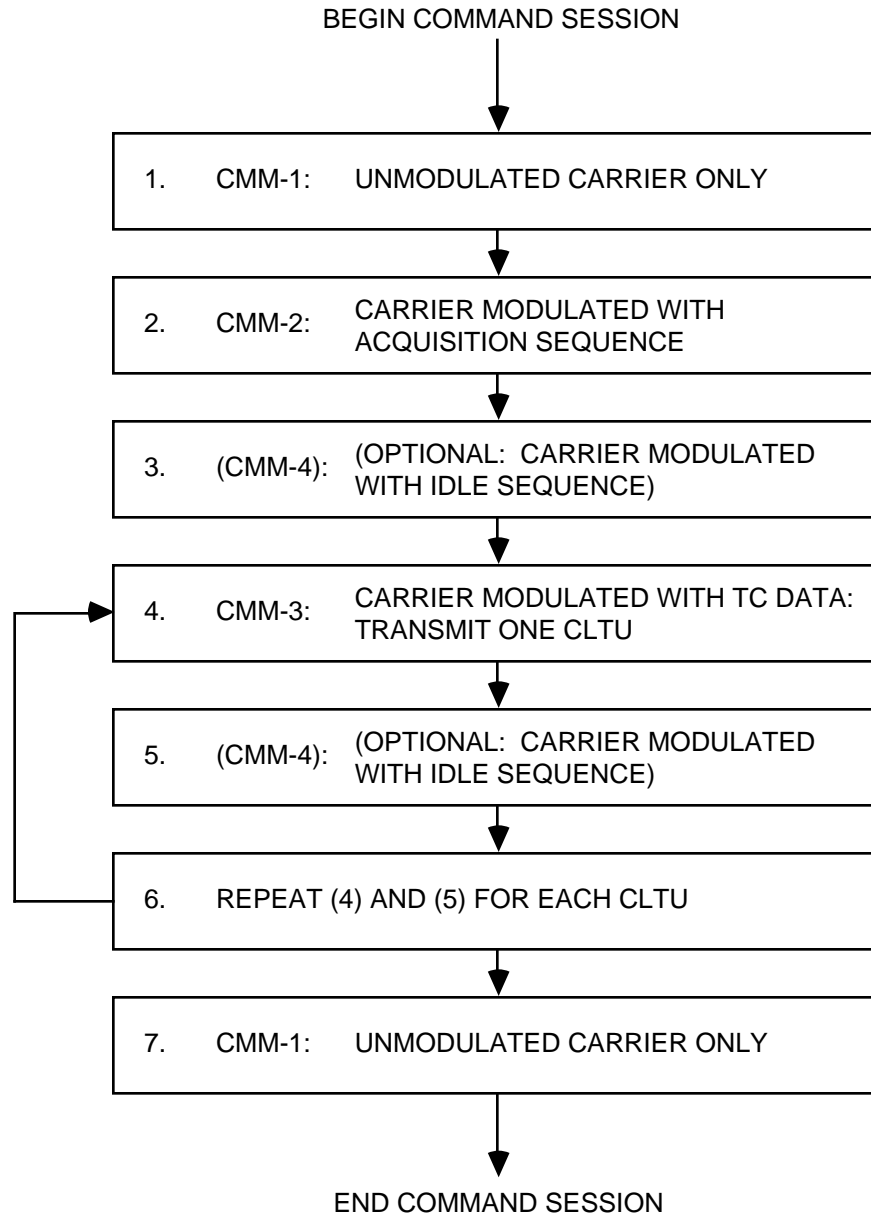 BEGIN COMMAND SESSION
1. CMM-1: UNMODULATED CARRIER ONLY
2. CMM-2: CARRIER MODULATED WITH
ACQUISITION SEQUENCE
3. (CMM-4): (OPTIONAL: CARRIER MODULATED
WITH IDLE SEQUENCE)
4. CMM-3: CARRIER MODULATED WITH TC DATA:
TRANSMIT ONE CLTU
5. (CMM-4): (OPTIONAL: CARRIER MODULATED
WITH IDLE SEQUENCE)
6. REPEAT (4) AND (5) FOR EACH CLTU
7. CMM-1: UNMODULATED CARRIER ONLY
END COMMAND SESSION